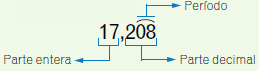 Período
17,208
Parte entera
Parte decimal